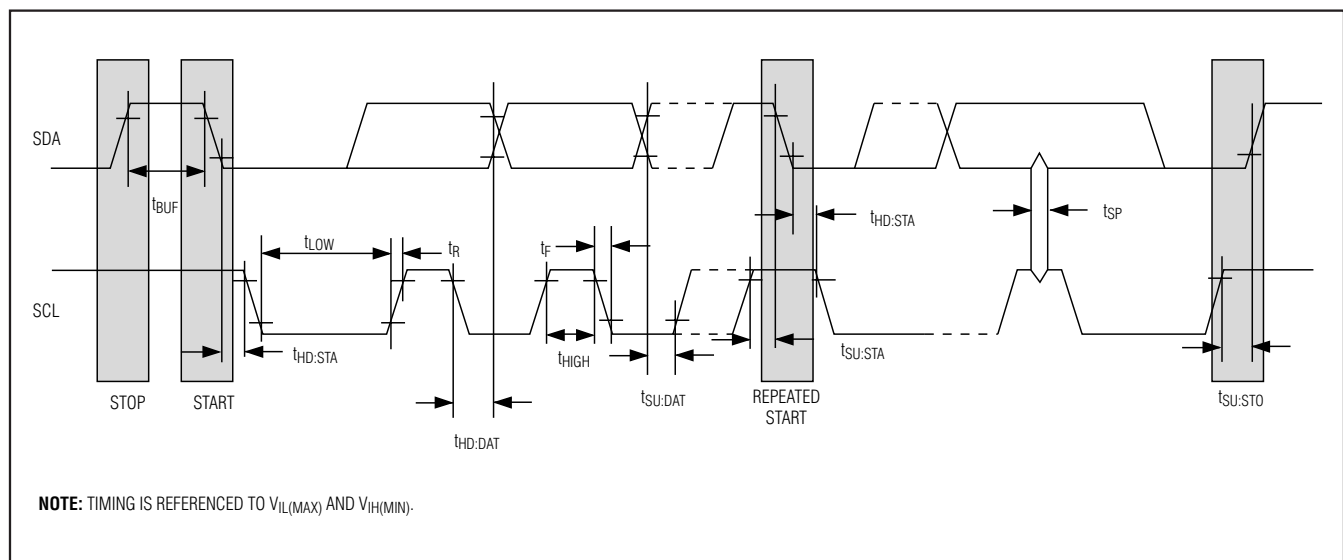 SDA
tBUF
tLOW
tR
tF
tHD:STA
tSP
SCL
tHD:STA
tHIGH
tSU:STA
tSU:DAT
tSU:STO
STOP
START
REPEATED
START
tHD:DAT
NOTE: TIMING IS REFERENCED TO VIL(MAX) AND VIH(MIN).